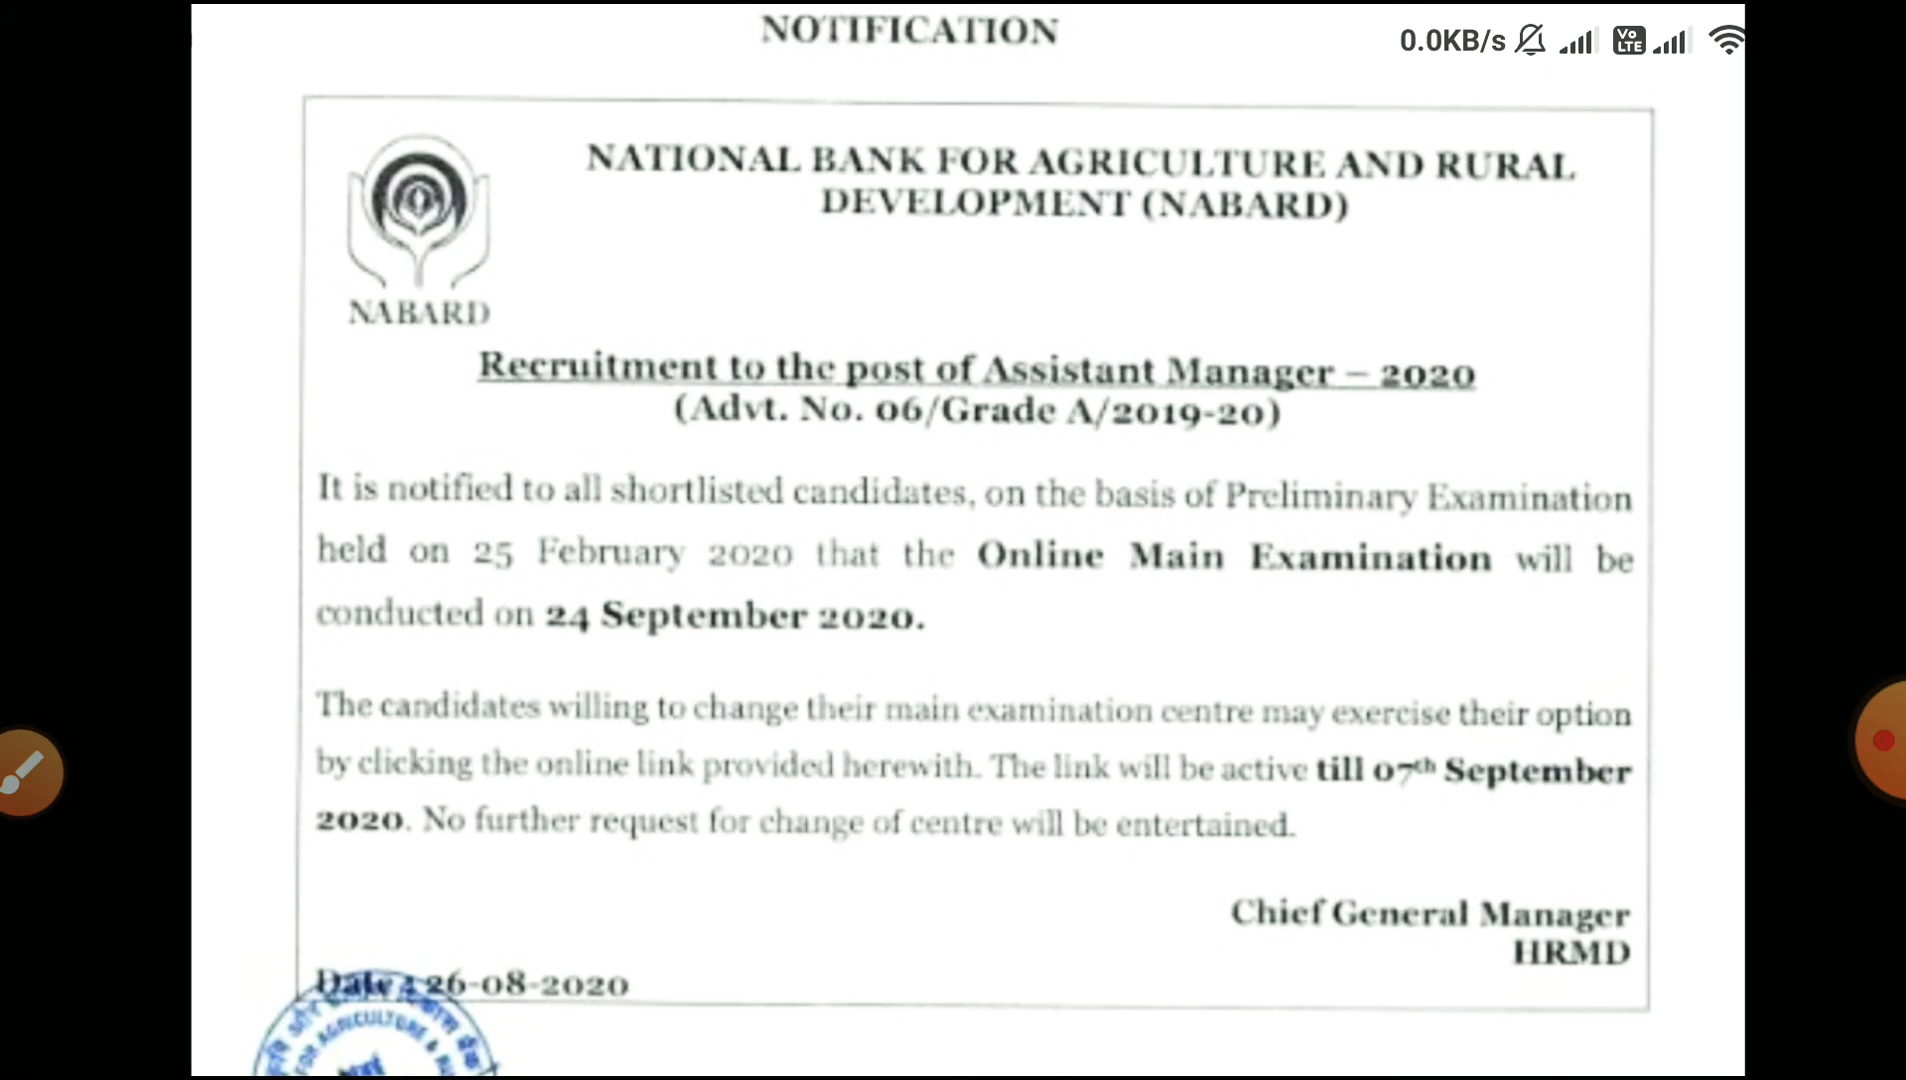 NOTIFICATION
0.0KB/s
Vo
LTE
NATIONAL BANK FOR AGRICULTURE AND RURAL
DEVELOPMENT (NABARD)
NABARD
Recruitment to the post of Assistant Manager – 2020
(Advt. No. 06/Grade A/2019-20)
It is notified to all shortlisted candidates, on the basis of Preliminary Examination
held on 25 February 2020 that the Online Main Examination will be
conducted on 24 September 2020.
The candidates willing to change their main examination centre may exercise their option
by clicking the online link provided herewith. The link will be active till 07th September
2020. No further request for change of centre will be entertained.
Chief General Manager
HRMD
Date : 26-08-2020
FOR AGRICULTURE &